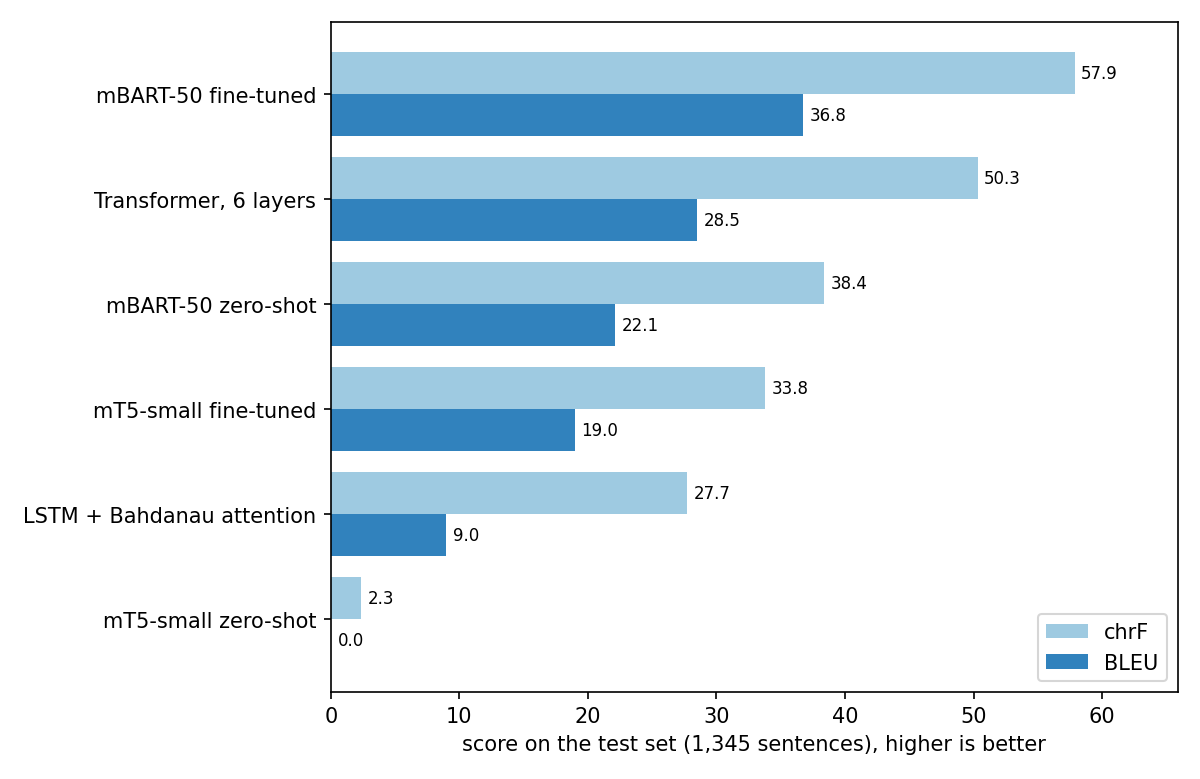 mBART-50 fine-tuned
57.9
36.8
Transformer, 6 layers
50.3
28.5
mBART-50 zero-shot
38.4
22.1
mT5-small fine-tuned
33.8
19.0
LSTM + Bahdanau attention
27.7
9.0
mT5-small zero-shot
2.3
0.0
chrF
BLEU
0 10 20 30 40 50 60
score on the test set (1,345 sentences), higher is better